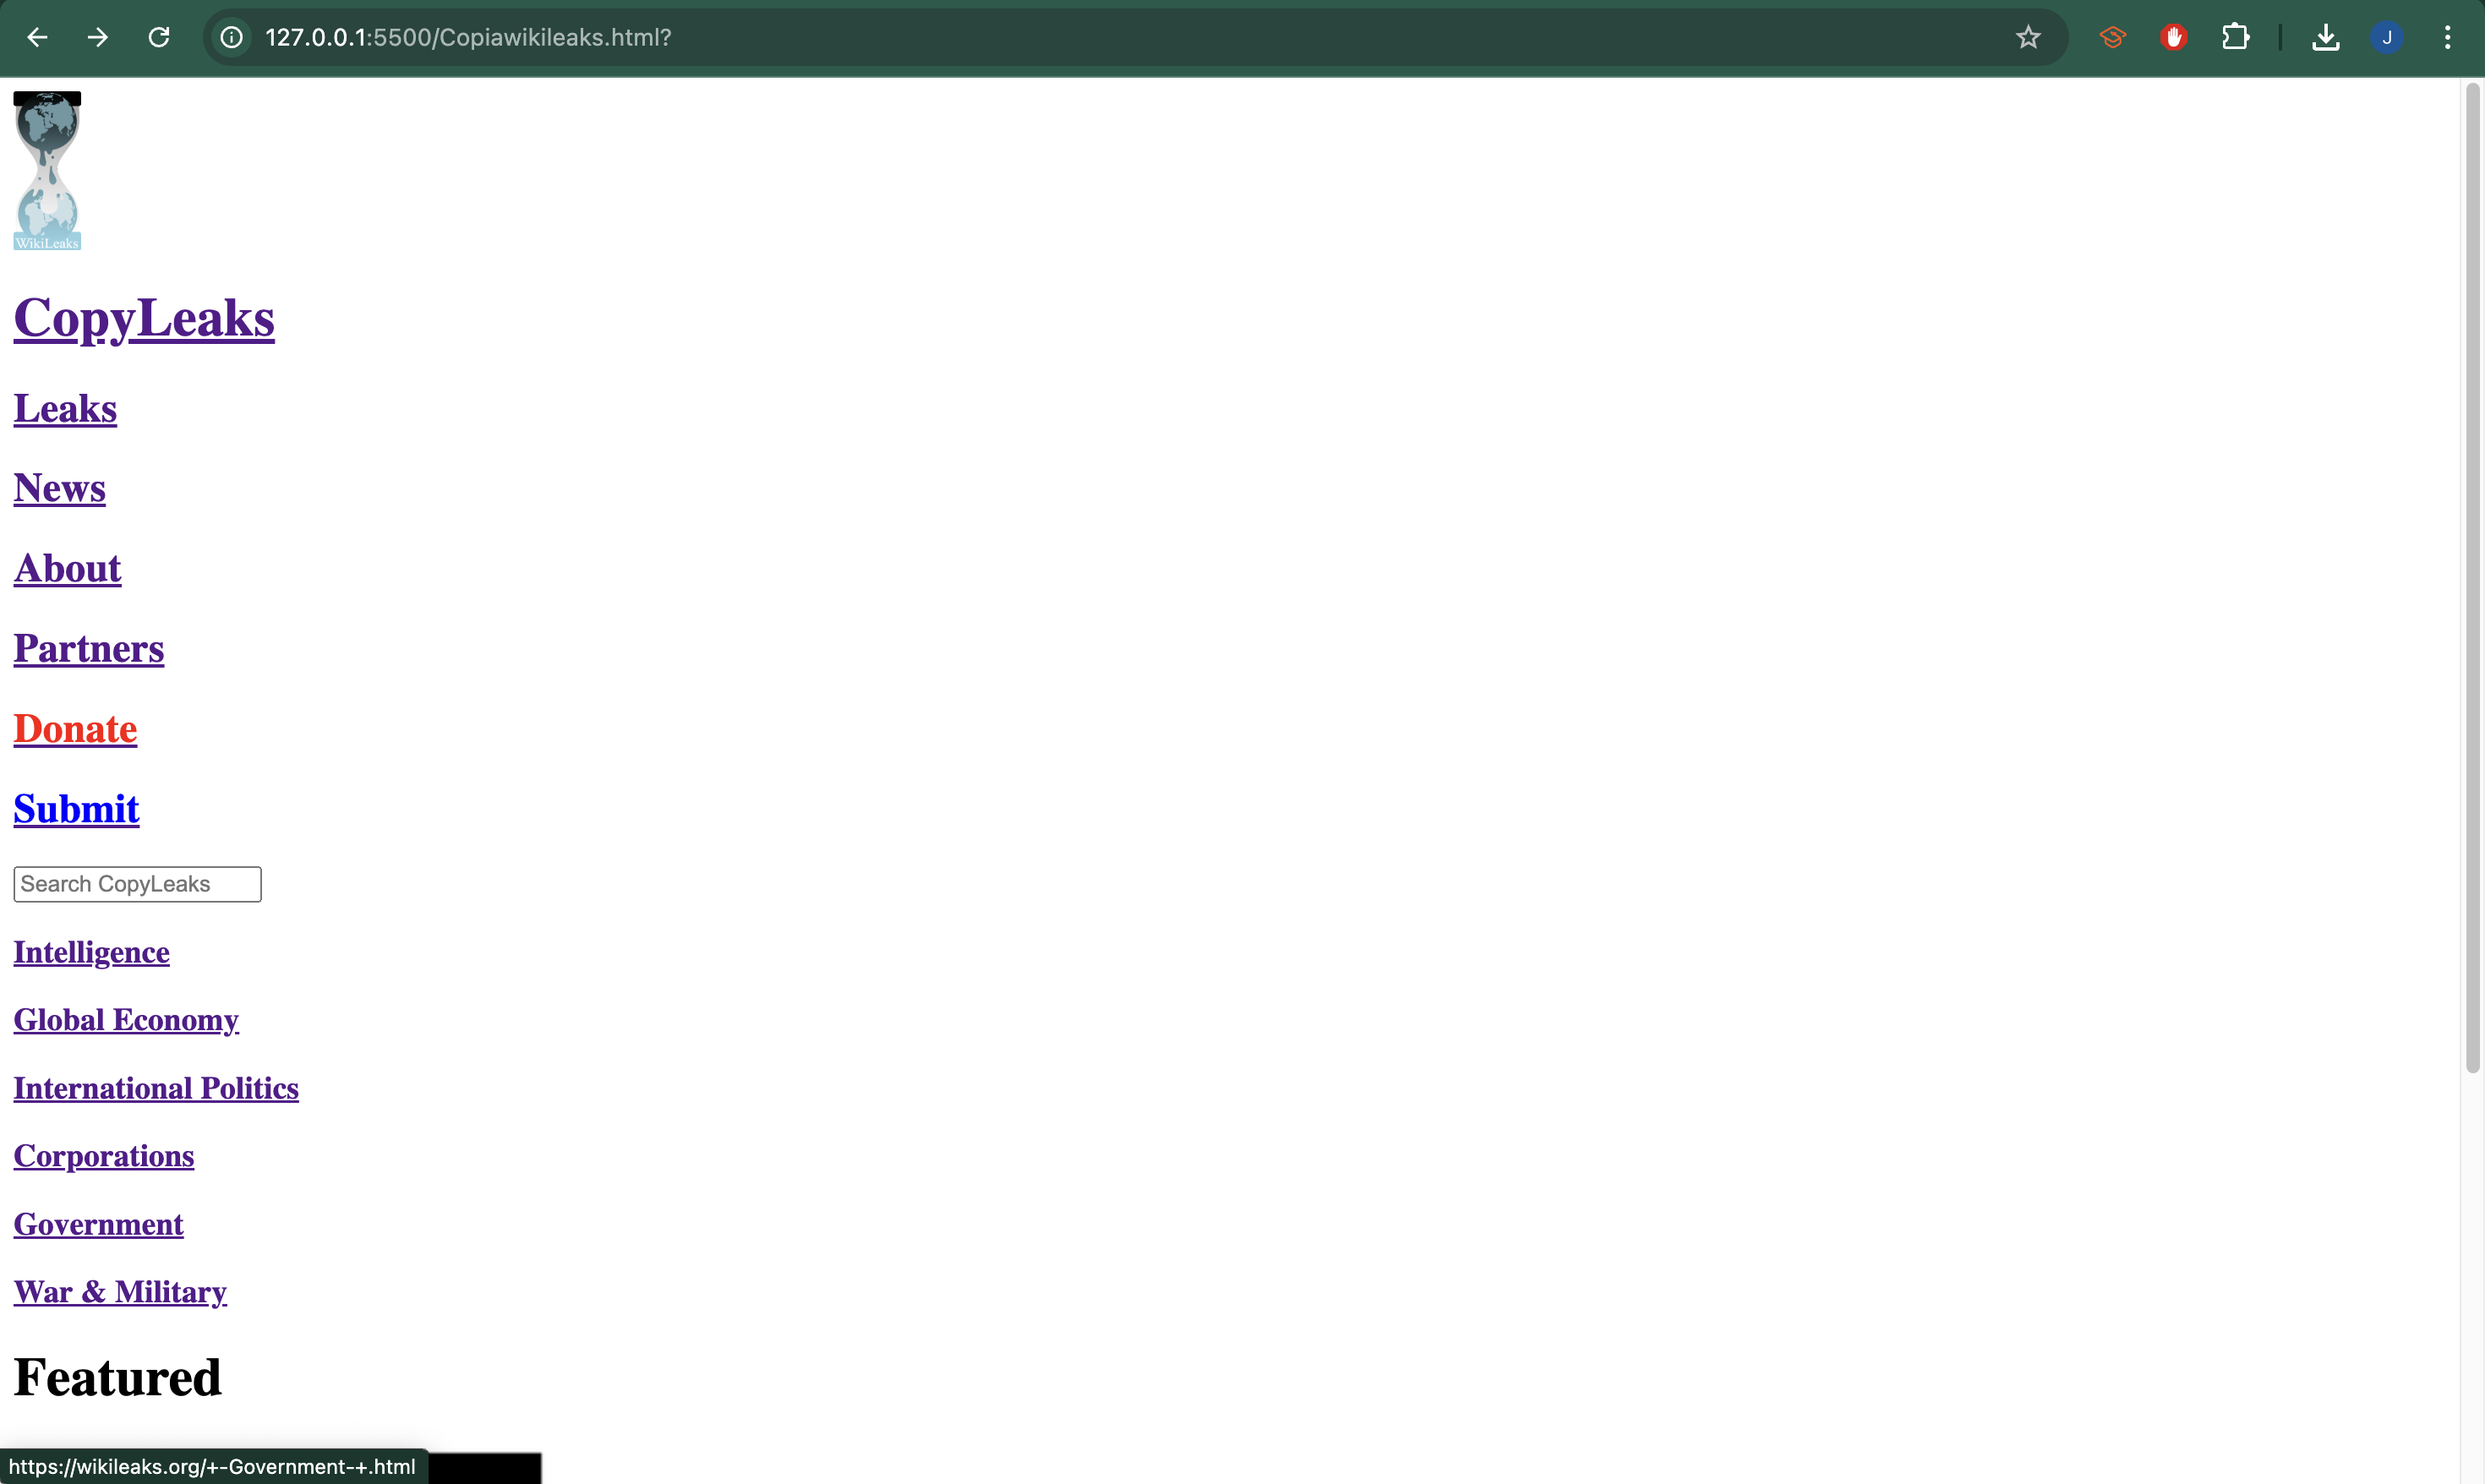 127.0.0.1:5500/Copiawikileaks.html?
J
WikiLeaks
CopyLeaks
Leaks
News
About
Partners
Donate
Submit
Search CopyLeaks
Intelligence
Global Economy
International Politics
Corporations
Government
War & Military
Featured
https://wikileaks.org/+-Government-+.html